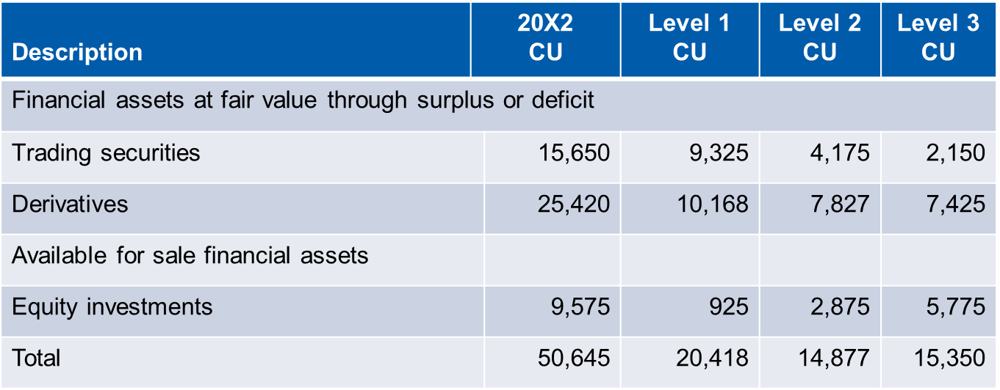 Description 20X2 CU Level 1 CU Level 2 CU Level 3 CU
Financial assets at fair value through surplus or deficit
Trading securities 15,650 9,325 4,175 2,150
Derivatives 25,420 10,168 7,827 7,425
Available for sale financial assets
Equity investments 9,575 925 2,875 5,775
Total 50,645 20,418 14,877 15,350